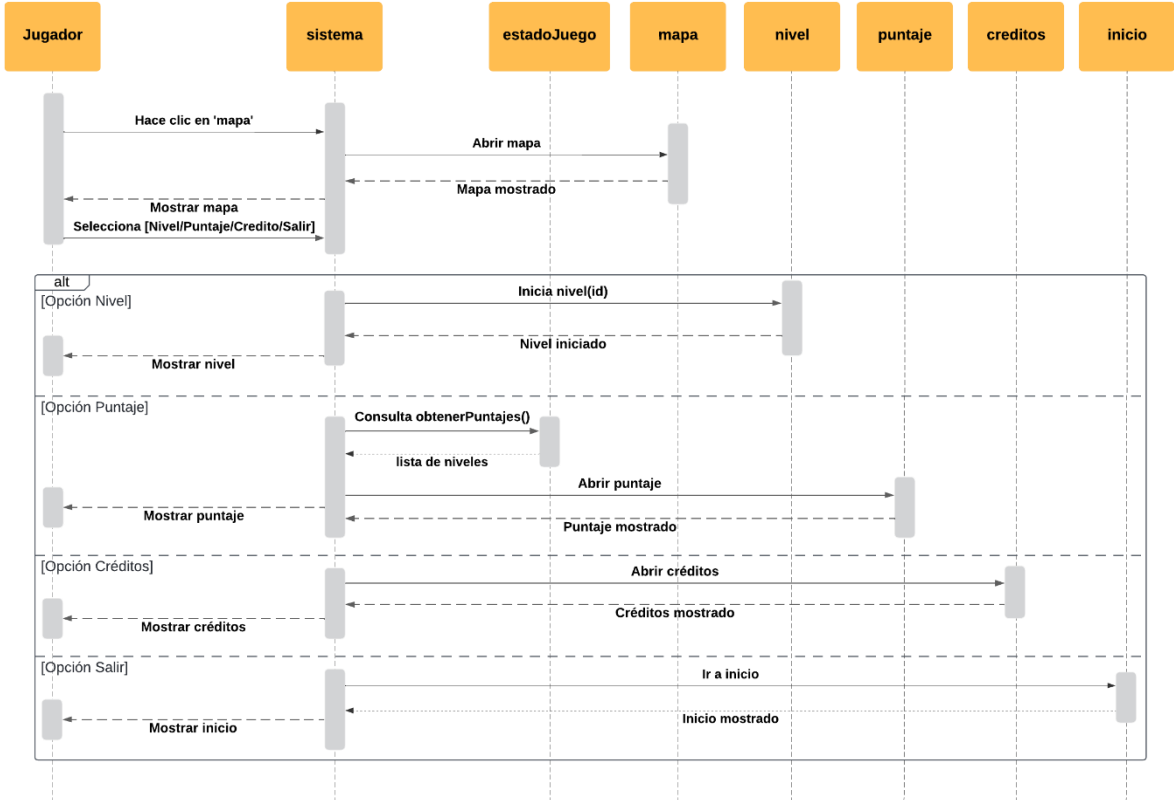 Jugador
sistema
estadoJuego
mapa
nivel
puntaje
creditos
inicio
Hace clic en 'mapa'
Abrir mapa
Mapa mostrado
Mostrar mapa
Selecciona [Nivel/Puntaje/Credito/Salir]
alt
[Opción Nivel]
Inicia nivel(id)
Nivel iniciado
Mostrar nivel
[Opción Puntaje]
Consulta obtenerPuntajes()
lista de niveles
Abrir puntaje
Mostrar puntaje
Puntaje mostrado
[Opción Créditos]
Abrir créditos
Créditos mostrado
Mostrar créditos
[Opción Salir]
Ir a inicio
Inicio mostrado
Mostrar inicio